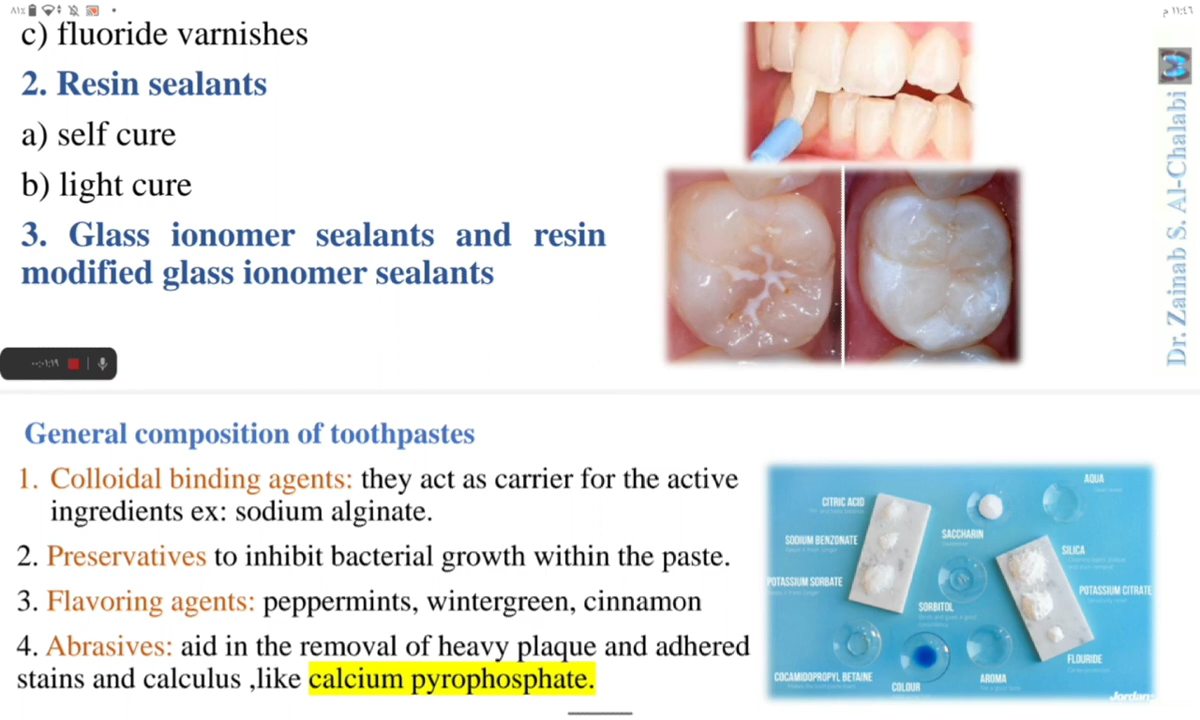 ٨١٪
١١:٤٦ م
c) fluoride varnishes
2. Resin sealants
a) self cure
b) light cure
3. Glass ionomer sealants and resin
modified glass ionomer sealants
Dr. Zainab S. Al-Chalabi
General composition of toothpastes
1. Colloidal binding agents: they act as carrier for the active
ingredients ex: sodium alginate.
2. Preservatives to inhibit bacterial growth within the paste.
3. Flavoring agents: peppermints, wintergreen, cinnamon
4. Abrasives: aid in the removal of heavy plaque and adhered
stains and calculus ,like calcium pyrophosphate.
AQUA
CITRIC ACID
SACCHARIN
SODIUM BENZONATE
SILICA
POTASSIUM SORBATE
POTASSIUM CITRATE
SORBITOL
FLOURIDE
COCAMIDOPROPYL BETAINE
AROMA
COLOUR
Jordan